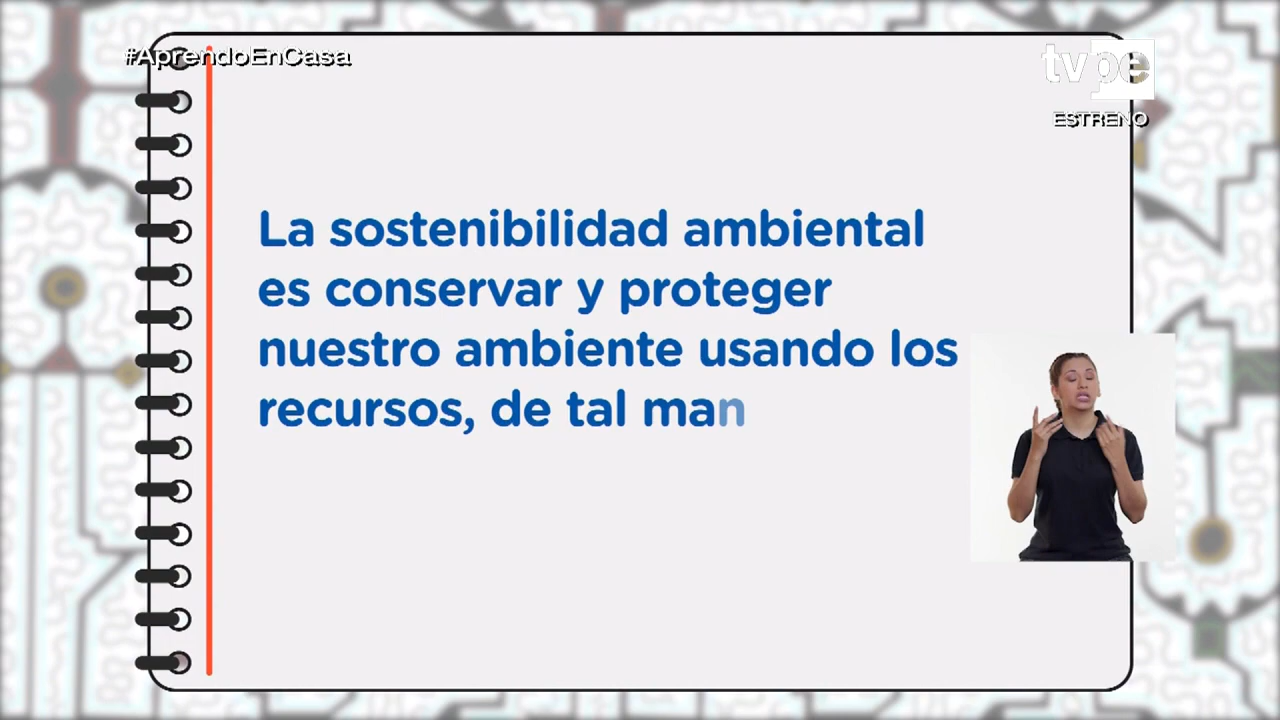 #AprendoEnCasa
tvpe
ESTRENO
La sostenibilidad ambiental
es conservar y proteger
nuestro ambiente usando los
recursos, de tal man